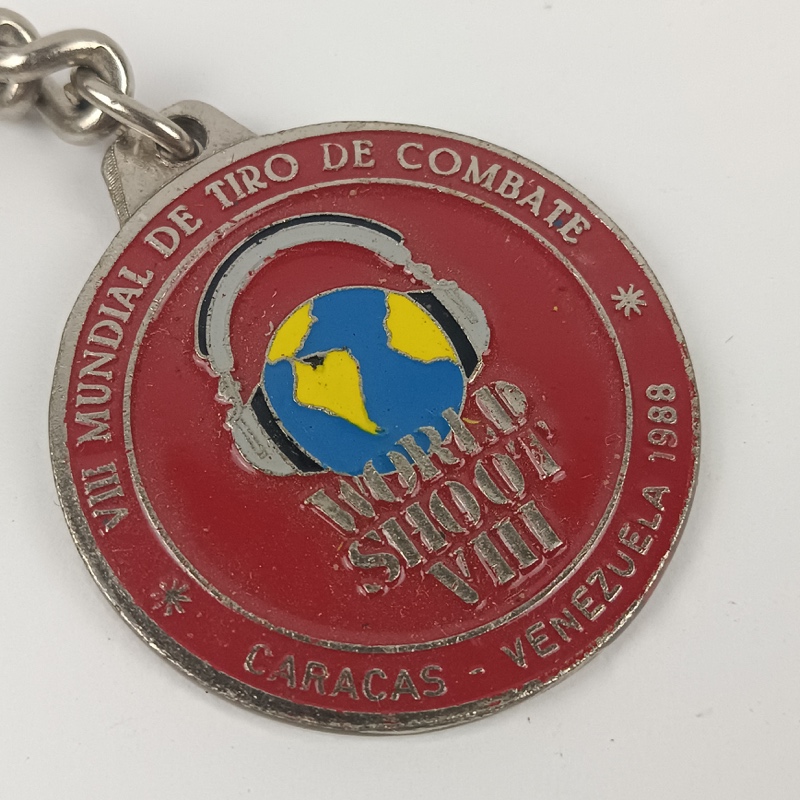 VIII MUNDIAL DE TIRO DE COMBATE
WORLD
SHOOT
VIII
CARACAS - VENEZUELA 1988